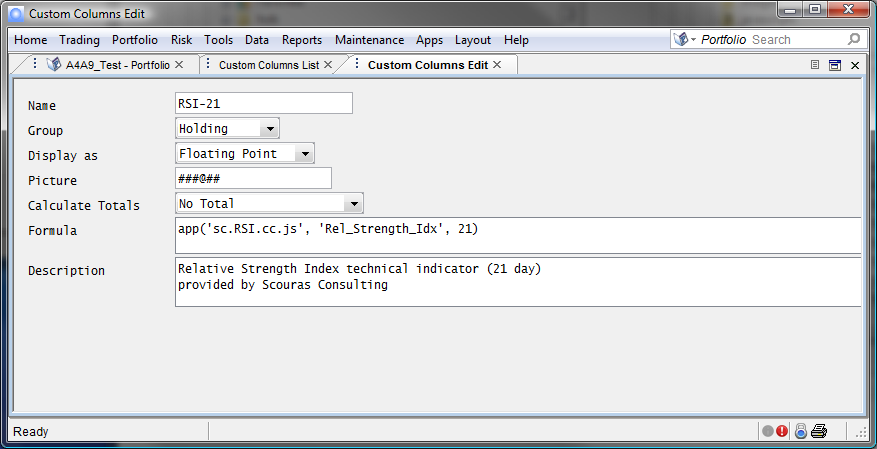 Custom Columns Edit
Home Trading Portfolio Risk Tools Data Reports Maintenance Apps Layout Help Portfolio Search
A4A9_Test - Portfolio Custom Columns List Custom Columns Edit
Name RSI-21
Group Holding
Display as Floating Point
Picture ###@##
Calculate Totals No Total
Formula app('sc.RSI.cc.js', 'Rel_Strength_Idx', 21)
Description Relative Strength Index technical indicator (21 day)
provided by Scouras Consulting
Ready